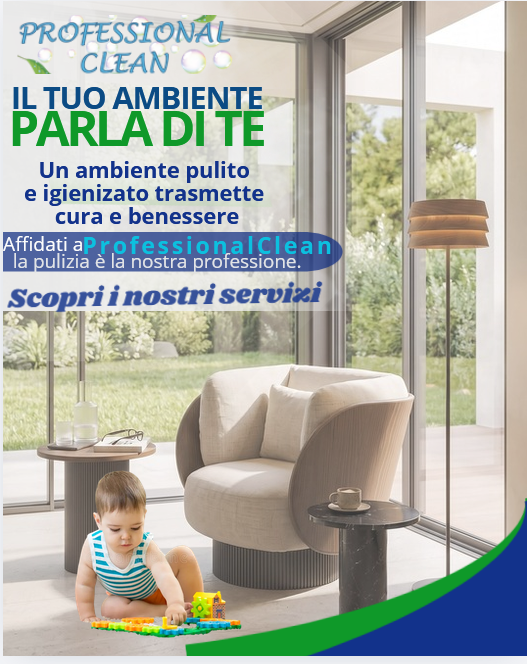 PROFESSIONAL
CLEAN
IL TUO AMBIENTE
PARLA DI TE
Un ambiente pulito
e igienizato trasmette
cura e benessere
Affidati a ProfessionalClean
la pulizia è la nostra professione.
Scopri i nostri servizi